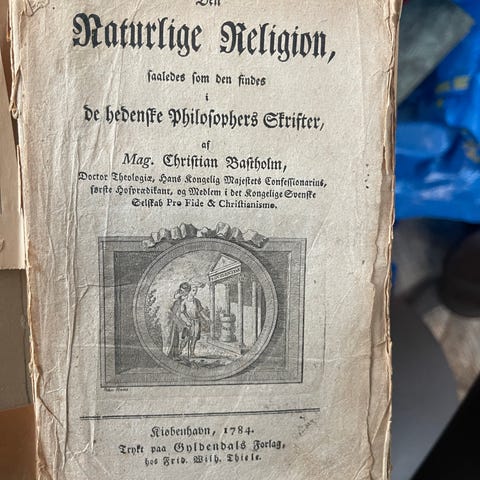 Den
Naturlige Religion,
saaledes som den findes
i
de hedenske Philosophers Skrifter,
af
Mag. Christian Bastholm,
Doctor Theologiæ, Hans Kongelig Majestets Confessionarius,
første Hofprædikant, og Medlem i det Kongelige Svenske
Selskab Pro Fide & Christianismo.
Kiøbenhavn, 1784.
Trykt paa Gyldendals Forlag,
hos Frid. Wilh. Thiele.